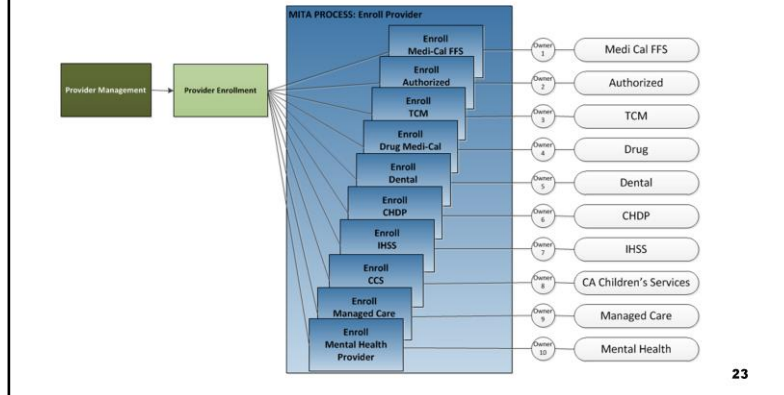 MITA PROCESS: Enroll Provider
Provider Management
Provider Enrollment
Enroll
Medi-Cal FFS
Owner
1
Medi Cal FFS
Enroll
Authorized
Owner
2
Authorized
Enroll
TCM
Owner
3
TCM
Enroll
Drug Medi-Cal
Owner
4
Drug
Enroll
Dental
Owner
5
Dental
Enroll
CHDP
Owner
6
CHDP
Enroll
IHSS
Owner
7
IHSS
Enroll
CCS
Owner
8
CA Children's Services
Enroll
Managed Care
Owner
9
Managed Care
Enroll
Mental Health
Provider
Owner
10
Mental Health
23